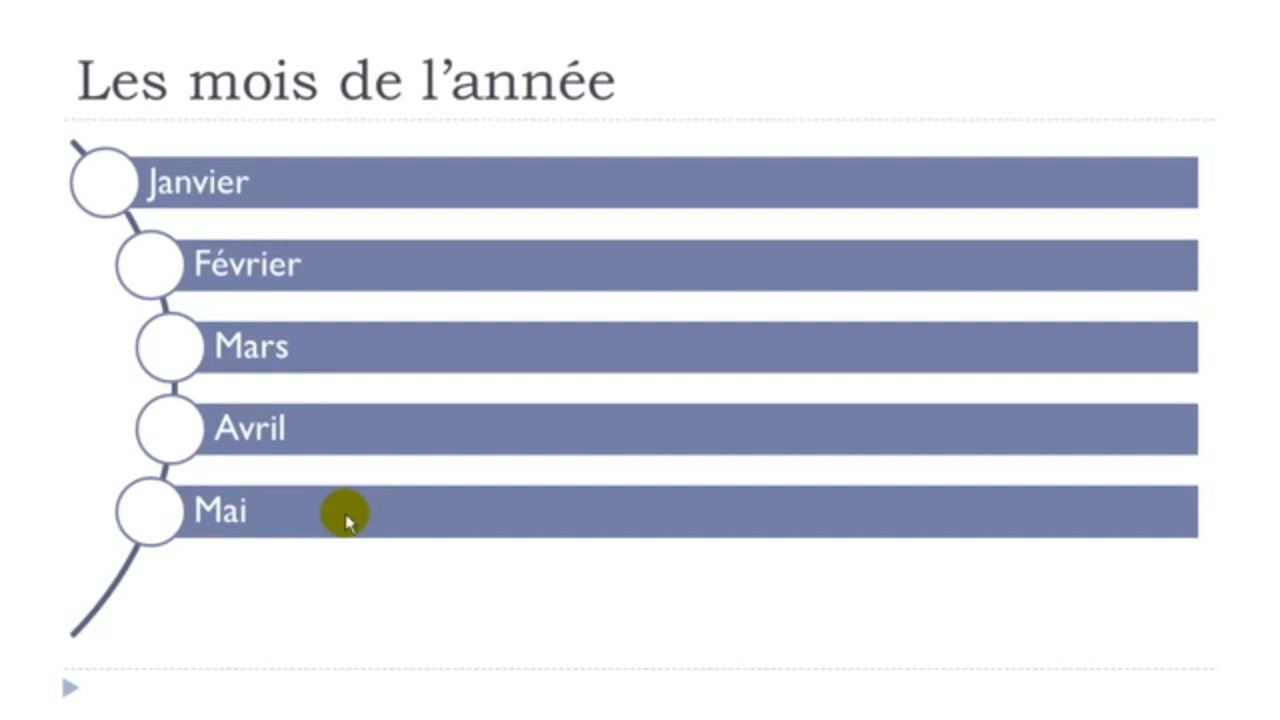 Les mois de l’année
Janvier
Février
Mars
Avril
Mai